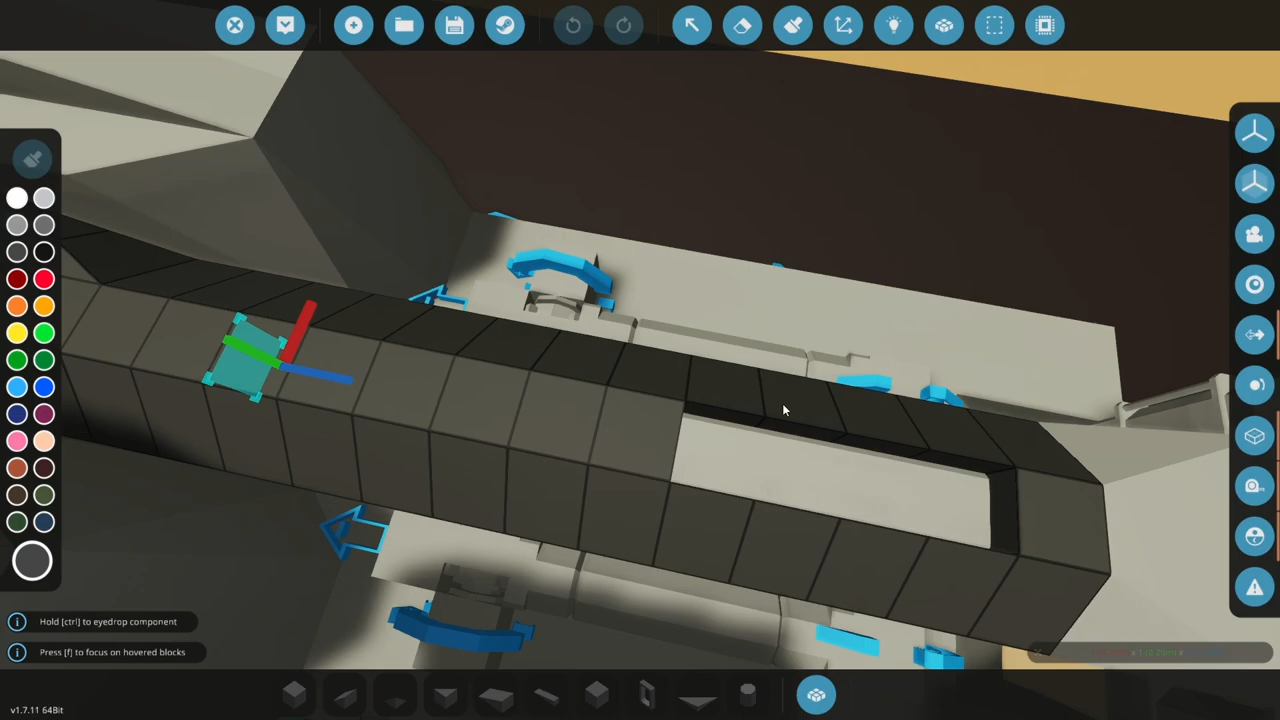 Hold [ctrl] to eyedrop component
Press [f] to focus on hovered blocks
v1.7.11 64Bit